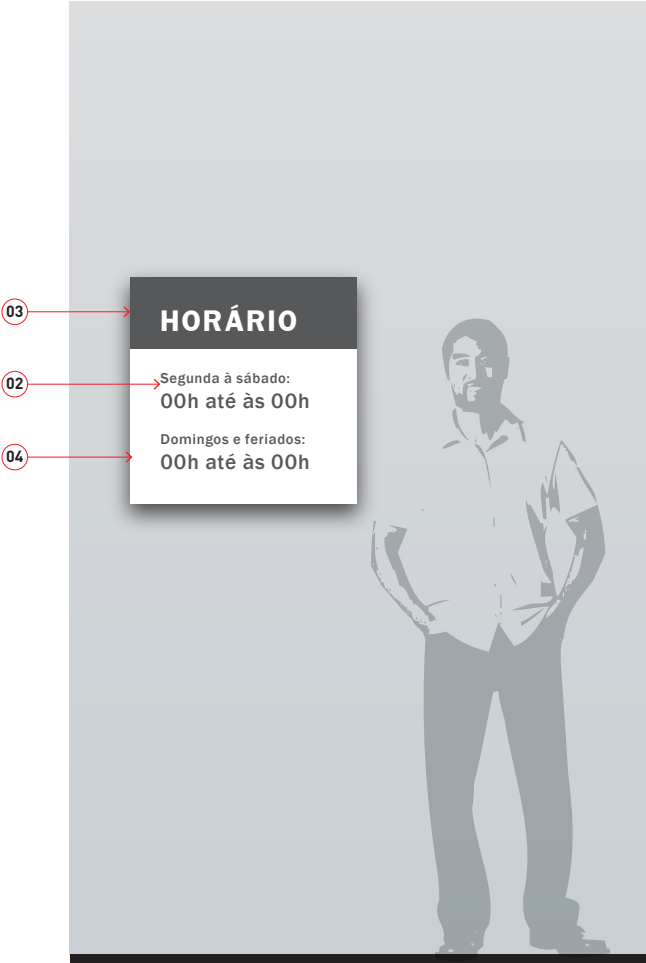 03
HORÁRIO
02
Segunda à sábado:
00h até às 00h
Domingos e feriados:
04
00h até às 00h